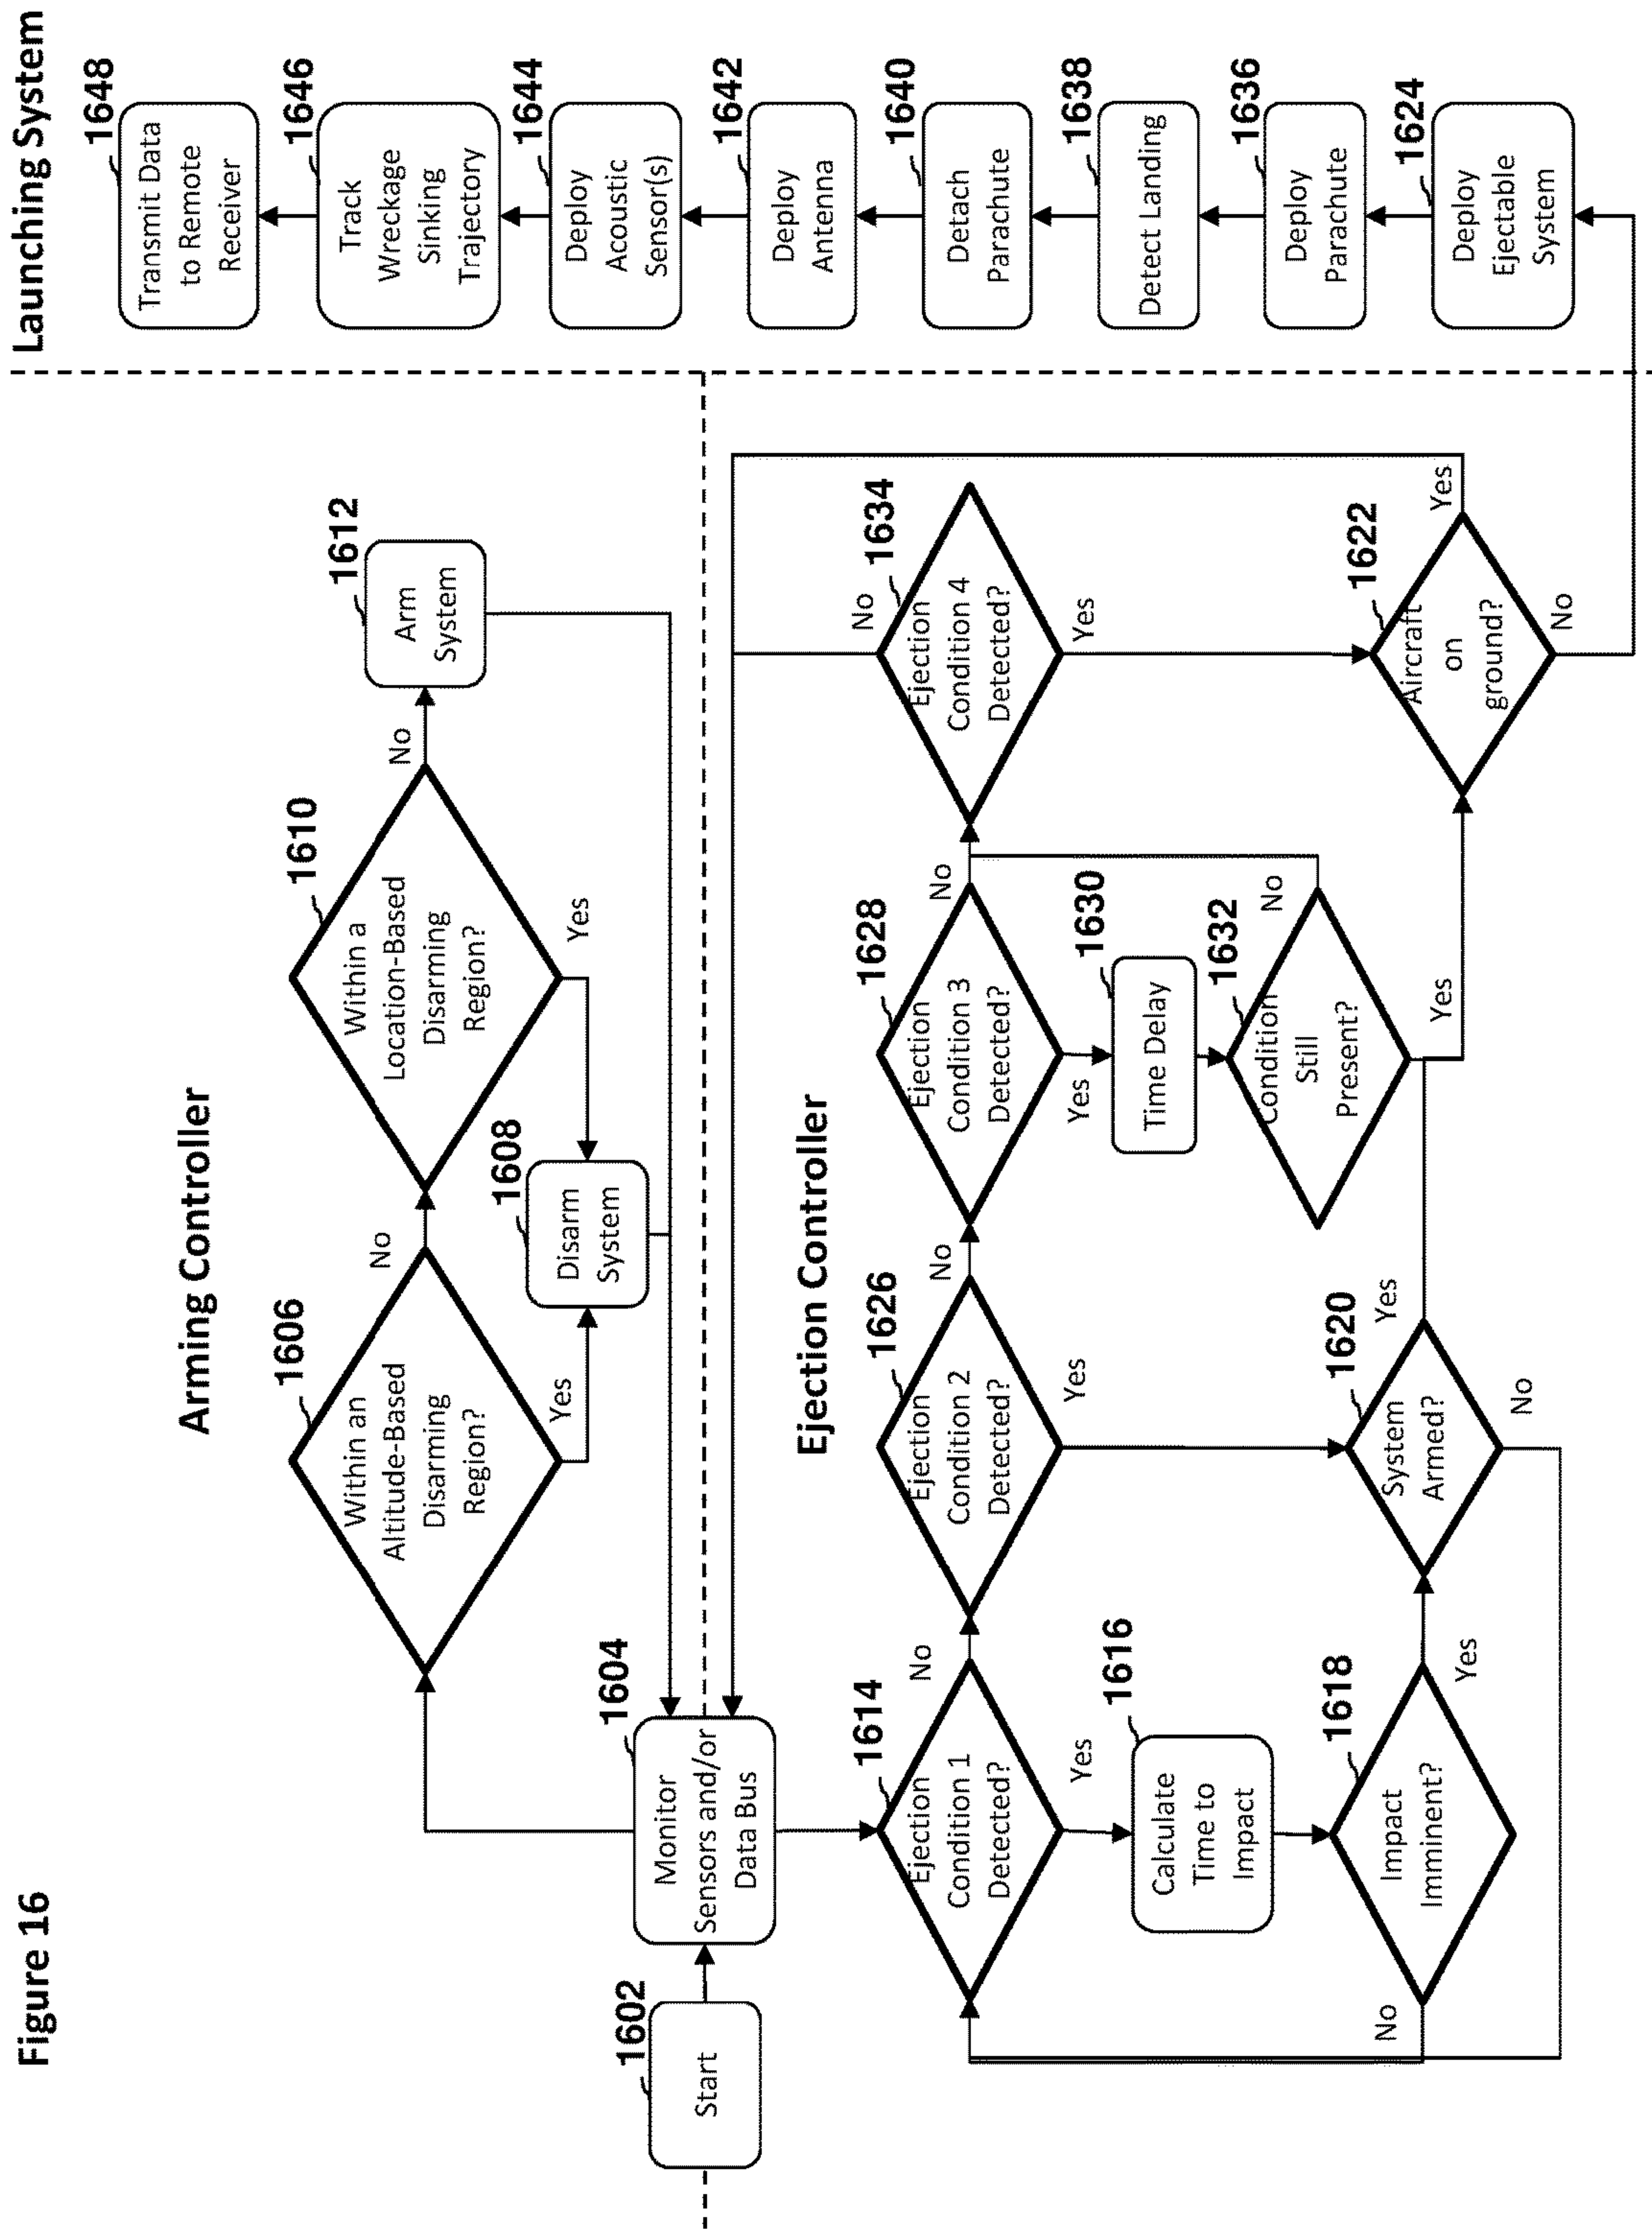 Figure 16
Arming Controller
Launching System
1602
Start
1604
Monitor
Sensors and/or
Data Bus
1606
Within an
Altitude-Based
Disarming
Region?
No
Yes
1608
Disarm
System
1610
Within a
Location-Based
Disarming
Region?
No
Yes
1612
Arm
System
Ejection Controller
1614
Ejection
Condition 1
Detected?
No
Yes
1616
Calculate
Time to
Impact
1618
Impact
Imminent?
No
Yes
1626
Ejection
Condition 2
Detected?
No
Yes
1620
System
Armed?
Yes
No
1628
Ejection
Condition 3
Detected?
No
Yes
1630
Time Delay
1632
Condition
Still
Present?
No
Yes
1634
Ejection
Condition 4
Detected?
No
Yes
1622
Aircraft
on
ground?
Yes
No
1648
Transmit Data
to Remote
Receiver
1646
Track
Wreckage
Sinking
Trajectory
1644
Deploy
Acoustic
Sensor(s)
1642
Deploy
Antenna
1640
Detach
Parachute
1638
Detect Landing
1636
Deploy
Parachute
1624
Deploy
Ejectable
System